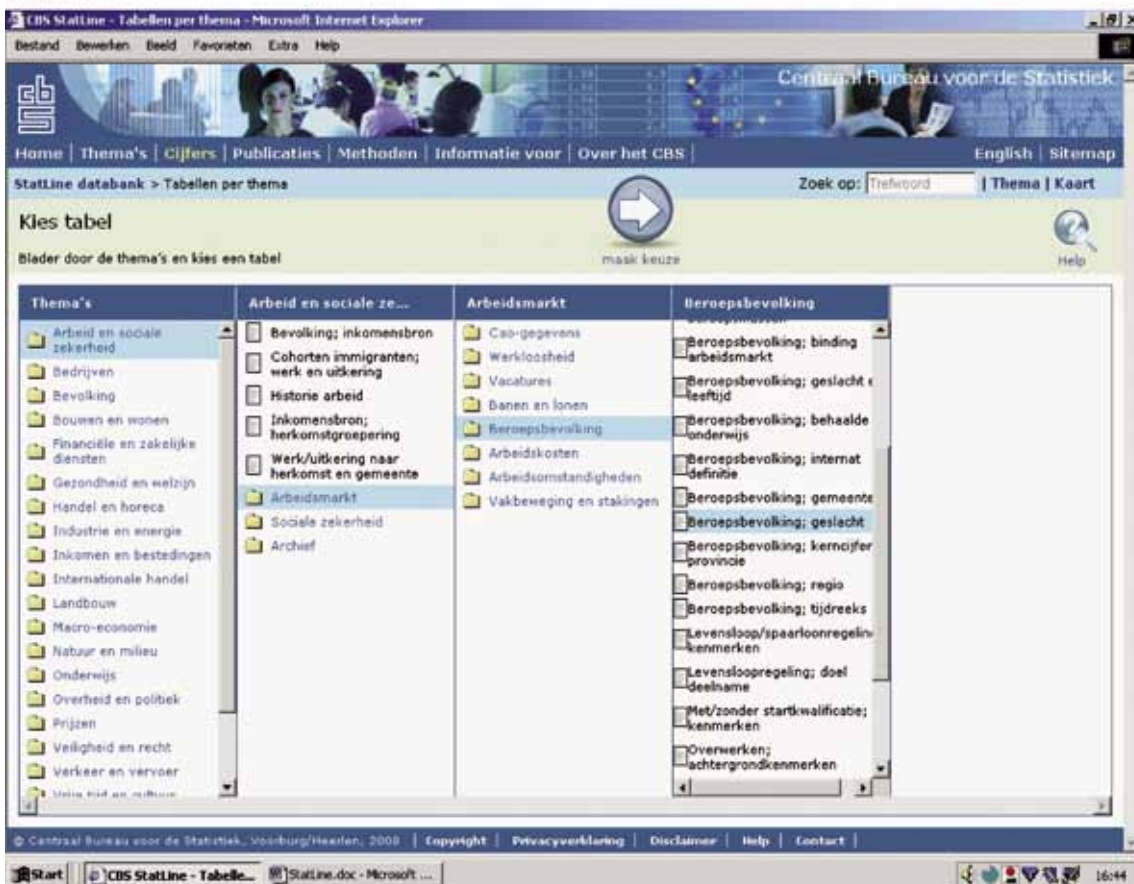 CBS StatLine - Tabellen per thema - Microsoft Internet Explorer
Bestand Bewerken Beeld Favorieten Extra Help
cbs
Centraal Bureau voor de Statistiek
Home | Thema's | Cijfers | Publicaties | Methoden | Informatie voor | Over het CBS |
English | Sitemap
StatLine databank > Tabellen per thema
Zoek op: Trefwoord | Thema | Kaart
Kies tabel
Blader door de thema's en kies een tabel
maak keuze
Help
Thema's
Arbeid en sociale
zekerheid
Bedrijven
Bevolking
Bouwen en wonen
Financiële en zakelijke
diensten
Gezondheid en welzijn
Handel en horeca
Industrie en energie
Inkomen en bestedingen
Internationale handel
Landbouw
Macro-economie
Natuur en milieu
Onderwijs
Overheid en politiek
Prijzen
Veiligheid en recht
Verkeer en vervoer
Vrije tijd en cultuur
Arbeid en sociale ze...
Bevolking; inkomensbron
Cohorten immigranten;
werk en uitkering
Historie arbeid
Inkomensbron;
herkomstgroepering
Werk/uitkering naar
herkomst en gemeente
Arbeidsmarkt
Sociale zekerheid
Archief
Arbeidsmarkt
Cao-gegevens
Werkloosheid
Vacatures
Banen en lonen
Beroepsbevolking
Arbeidskosten
Arbeidsomstandigheden
Vakbeweging en stakingen
Beroepsbevolking
Beroepsbevolking; binding
arbeidsmarkt
Beroepsbevolking; geslacht e
leeftijd
Beroepsbevolking; behaalde
onderwijs
Beroepsbevolking; internat
definitie
Beroepsbevolking; gemeente
Beroepsbevolking; geslacht
Beroepsbevolking; kerncijfer
provincie
Beroepsbevolking; regio
Beroepsbevolking; tijdreeks
Levensloop/spaarloonregelin
kenmerken
Levensloopregeling; doel
deelname
Met/zonder startkwalificatie;
kenmerken
Overwerken;
achtergrondkenmerken
© Centraal Bureau voor de Statistiek, Voorburg/Heerlen, 2008 | Copyright | Privacyverklaring | Disclaimer | Help | Contact |
Start
CBS StatLine - Tabelle...
StatLine.doc - Microsoft ...
16:44